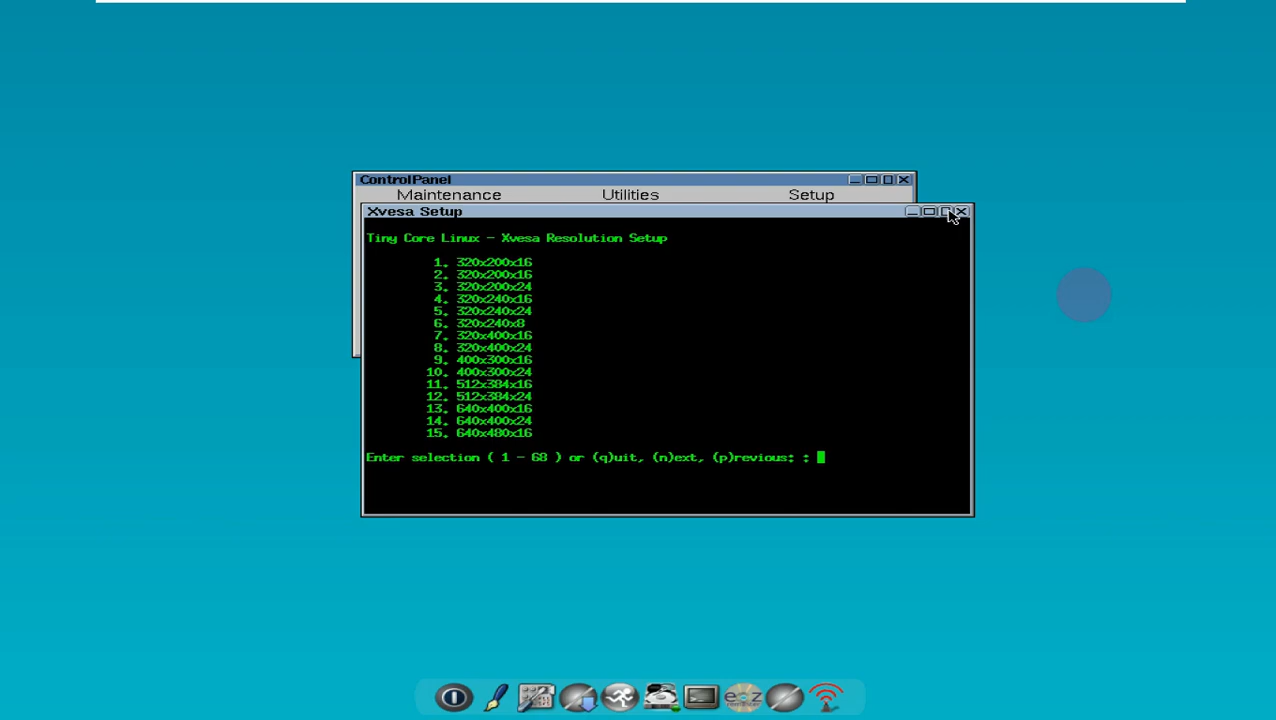 ControlPanel
Maintenance Utilities Setup
Xvesa Setup
Tiny Core Linux - Xvesa Resolution Setup
1. 320x200x16
2. 320x200x16
3. 320x200x24
4. 320x240x16
5. 320x240x24
6. 320x240x8
7. 320x400x16
8. 320x400x24
9. 400x300x16
10. 400x300x24
11. 512x384x16
12. 512x384x24
13. 640x400x16
14. 640x400x24
15. 640x480x16
Enter selection ( 1 - 68 ) or (q)uit, (n)ext, (p)revious: :